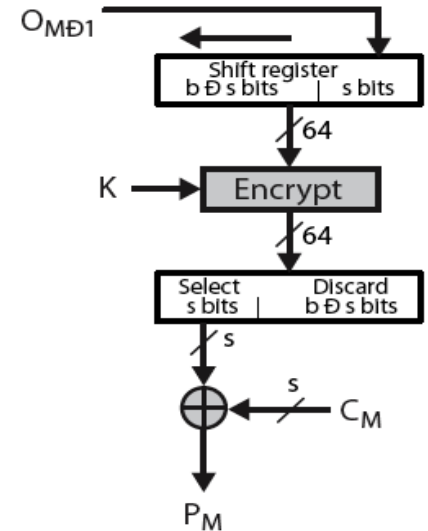 OMĐ1
Shift register
b Đ s bits | s bits
64
K
Encrypt
64
Select Discard
s bits | b Đ s bits
s
s
CM
PM